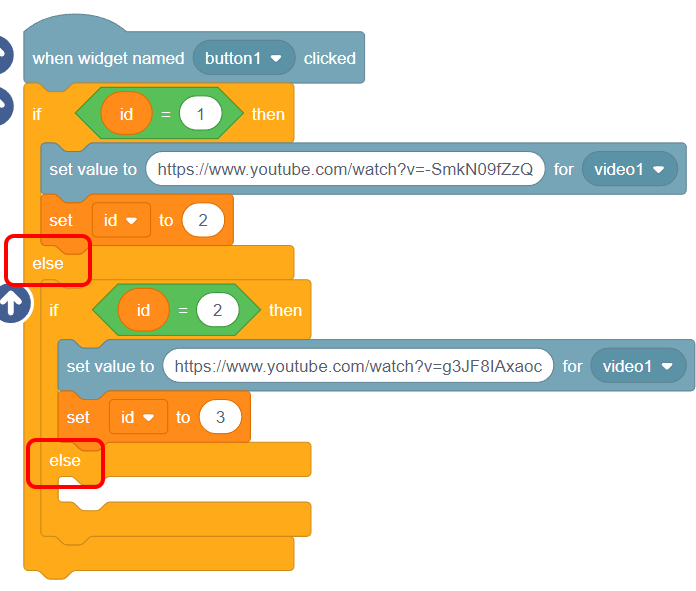 when widget named button1 clicked
if id = 1 then
set value to https://www.youtube.com/watch?v=-SmkN09fZzQ for video1
set id to 2
else
if id = 2 then
set value to https://www.youtube.com/watch?v=g3JF8IAxaoc for video1
set id to 3
else